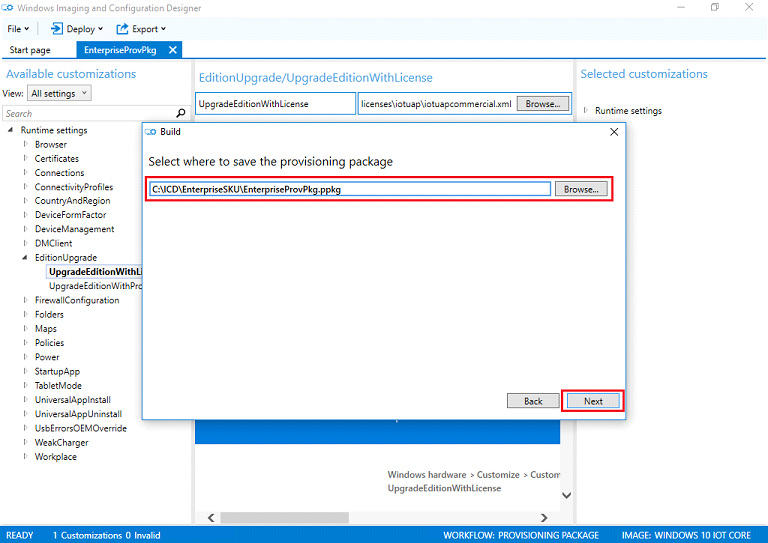 Windows Imaging and Configuration Designer
File Deploy Export
Start page EnterpriseProvPkg
Available customizations
View: All settings
Search
Runtime settings
Browser
Certificates
Connections
ConnectivityProfiles
CountryAndRegion
DeviceFormFactor
DeviceManagement
DMClient
EditionUpgrade
UpgradeEditionWithLi
UpgradeEditionWithPro
FirewallConfiguration
Folders
Maps
Policies
Power
StartupApp
TabletMode
UniversalAppInstall
UniversalAppUninstall
UsbErrorsOEMOverride
WeakCharger
Workplace
EditionUpgrade/UpgradeEditionWithLicense
UpgradeEditionWithLicense licenses\iotuap\iotuapcommercial.xml Browse...
Selected customizations
Runtime settings
Build
Select where to save the provisioning package
C:\ICD\EnterpriseSKU\EnterpriseProvPkg.ppkg Browse...
Back Next
Windows hardware > Customize > Custom
UpgradeEditionWithLicense
READY 1 Customizations 0 Invalid WORKFLOW: PROVISIONING PACKAGE IMAGE: WINDOWS 10 IOT CORE